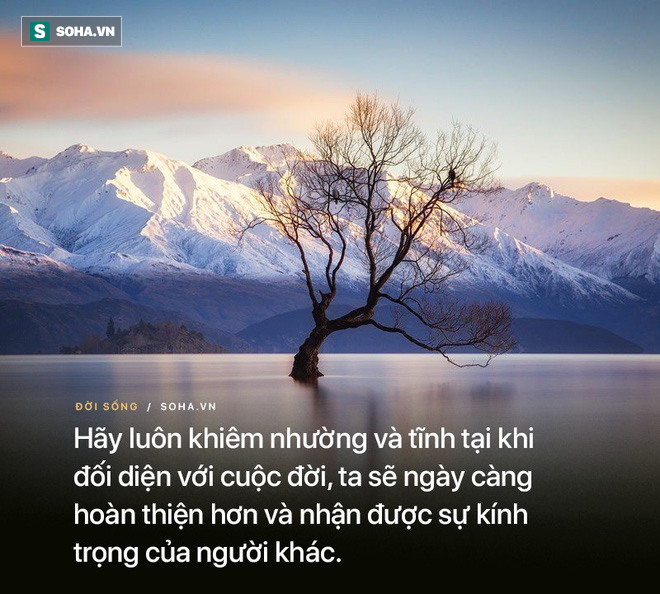 S SOHA.VN
ĐỜI SỐNG / SOHA.VN
Hãy luôn khiêm nhường và tĩnh tại khi
đối diện với cuộc đời, ta sẽ ngày càng
hoàn thiện hơn và nhận được sự kính
trọng của người khác.